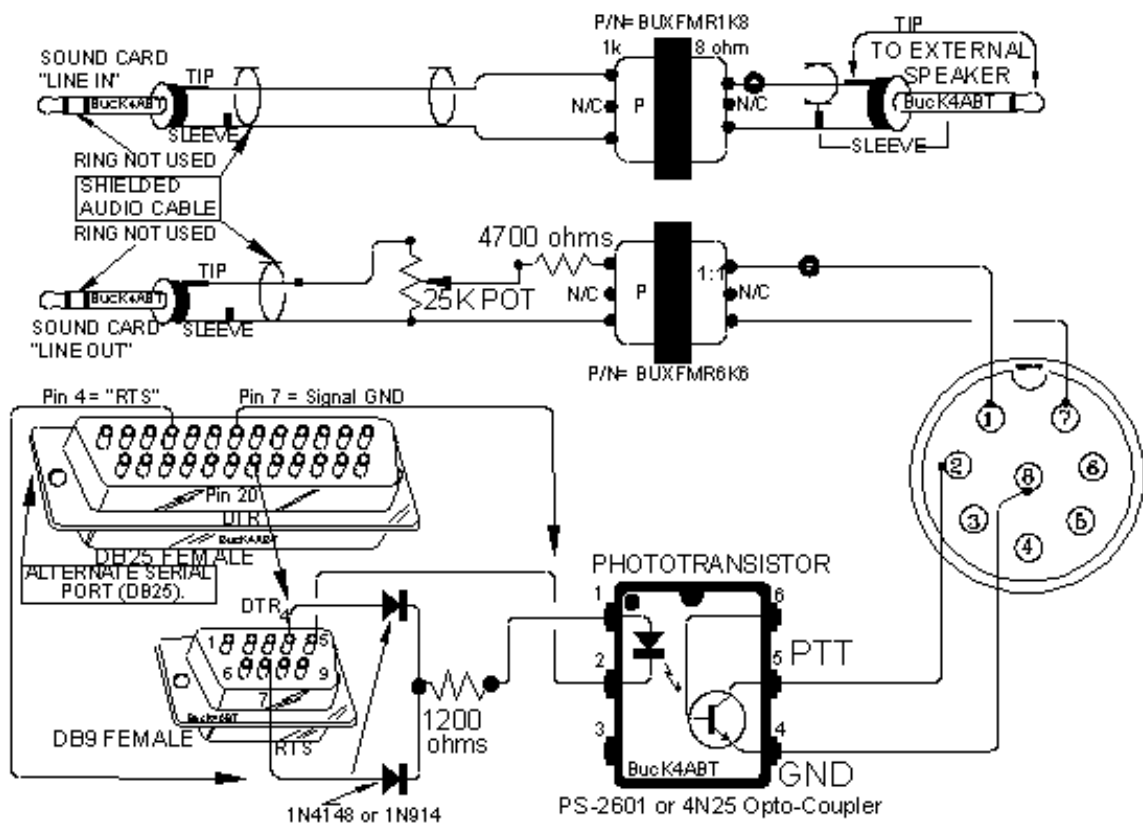 P/N= BUXFMR1K8
1k
8 ohm
TIP
SOUND CARD
"LINE IN"
TIP
TO EXTERNAL
SPEAKER
BucK4ABT
P
N/C
N/C
BucK4ABT
SLEEVE
SLEEVE
RING NOT USED
SHIELDED
AUDIO CABLE
RING NOT USED
4700 ohms
TIP
25K POT
N/C
P
1:1
N/C
BucK4ABT
SLEEVE
SOUND CARD
"LINE OUT"
P/N= BUXFMR6K6
Pin 4 = "RTS"
Pin 7 = Signal GND
1
7
2
8
6
3
5
4
Pin 20
DTR
BucK4ABT
DB25 FEMALE
ALTERNATE SERIAL
PORT (DB25).
PHOTOTRANSISTOR
DTR
4
1
5
6
9
7
BucK4ABT
RTS
DB9 FEMALE
1200
ohms
1
6
2
5
PTT
3
4
BucK4ABT
GND
1N4148 or 1N914
PS-2601 or 4N25 Opto-Coupler